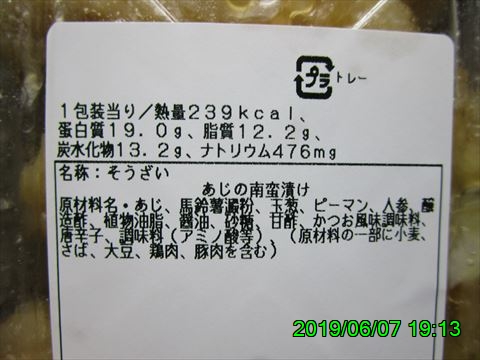 プラ
トレー
1包装当り／熱量239kcal、
蛋白質19.0g、脂質12.2g、
炭水化物13.2g、ナトリウム476mg
名称：そうざい
あじの南蛮漬け
原材料名・あじ、馬鈴薯澱粉、玉葱、ピーマン、人参、醸
造酢、植物油脂、醤油、砂糖、甘酢、かつお風味調味料、
唐辛子、調味料（アミノ酸等）、（原材料の一部に小麦、
さば、大豆、鶏肉、豚肉を含む）
2019/06/07 19:13